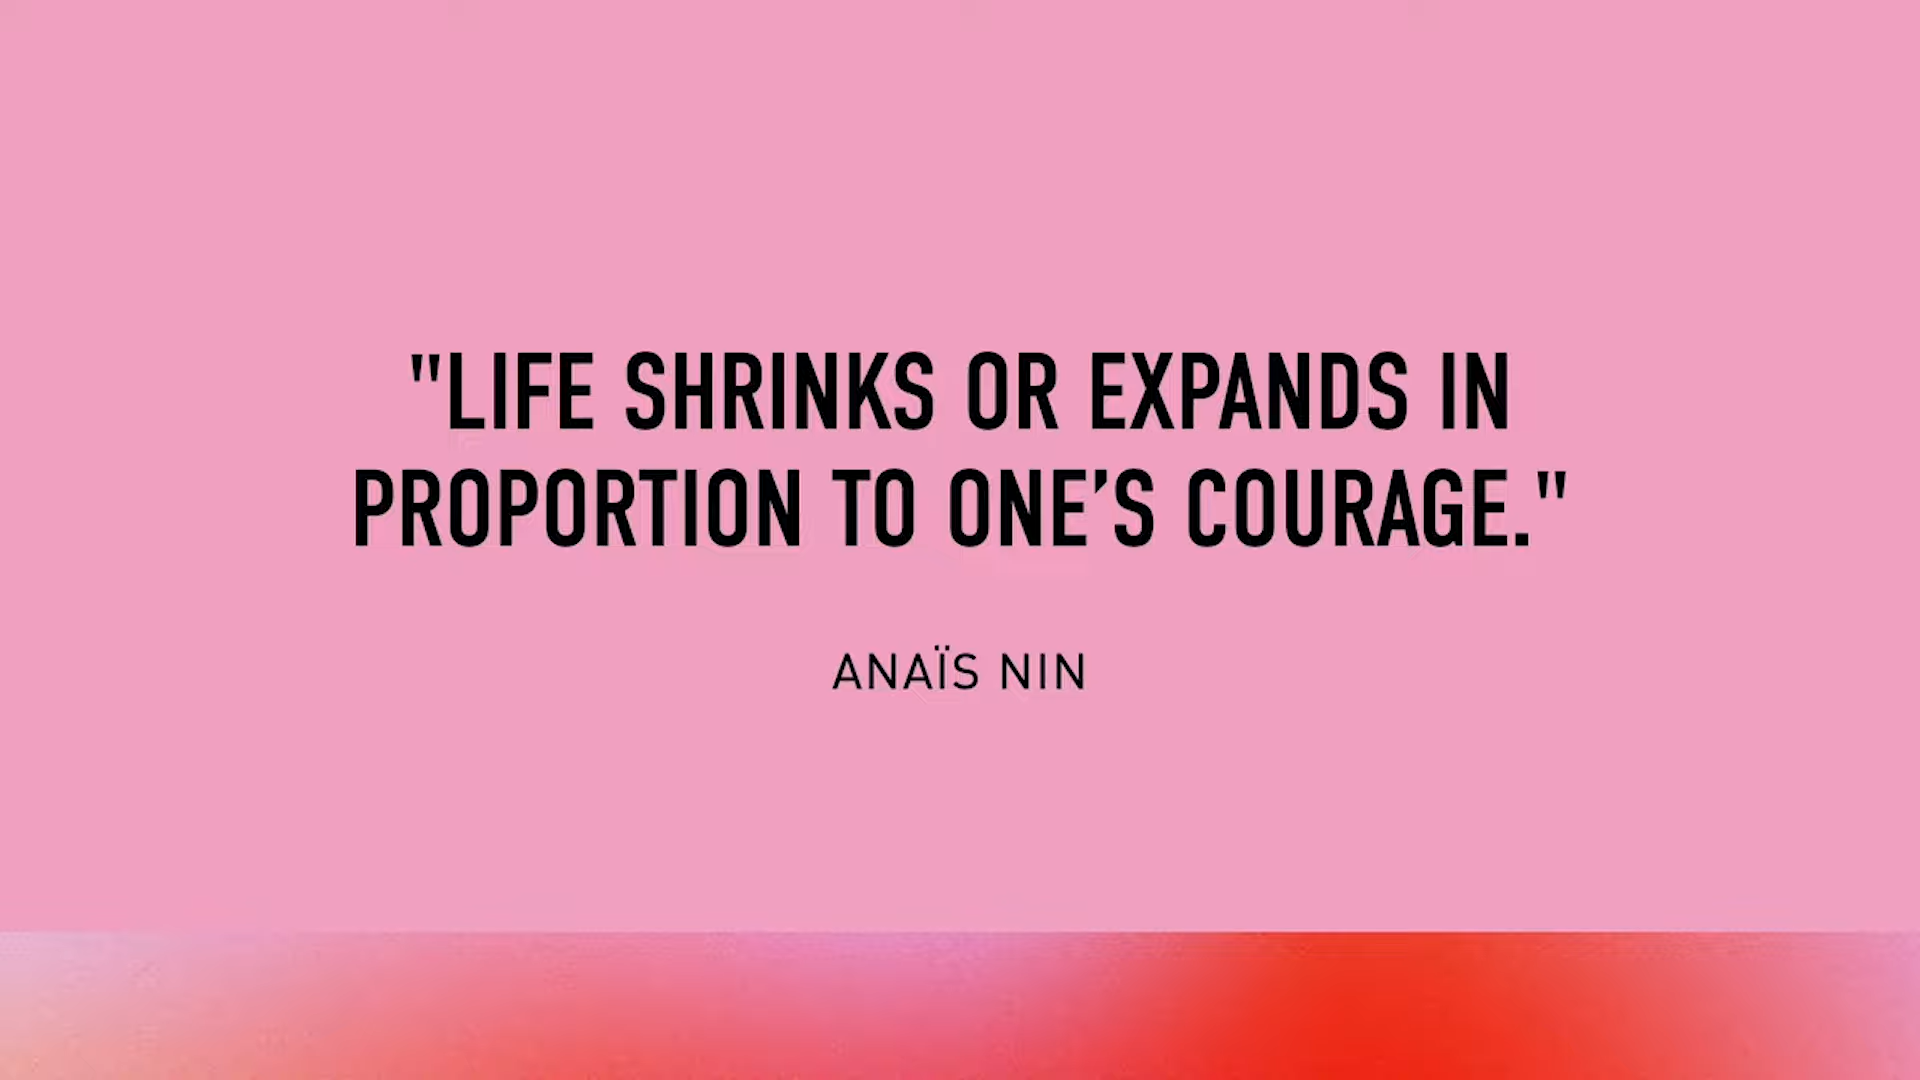 "LIFE SHRINKS OR EXPANDS IN
PROPORTION TO ONE’S COURAGE."
ANAÏS NIN